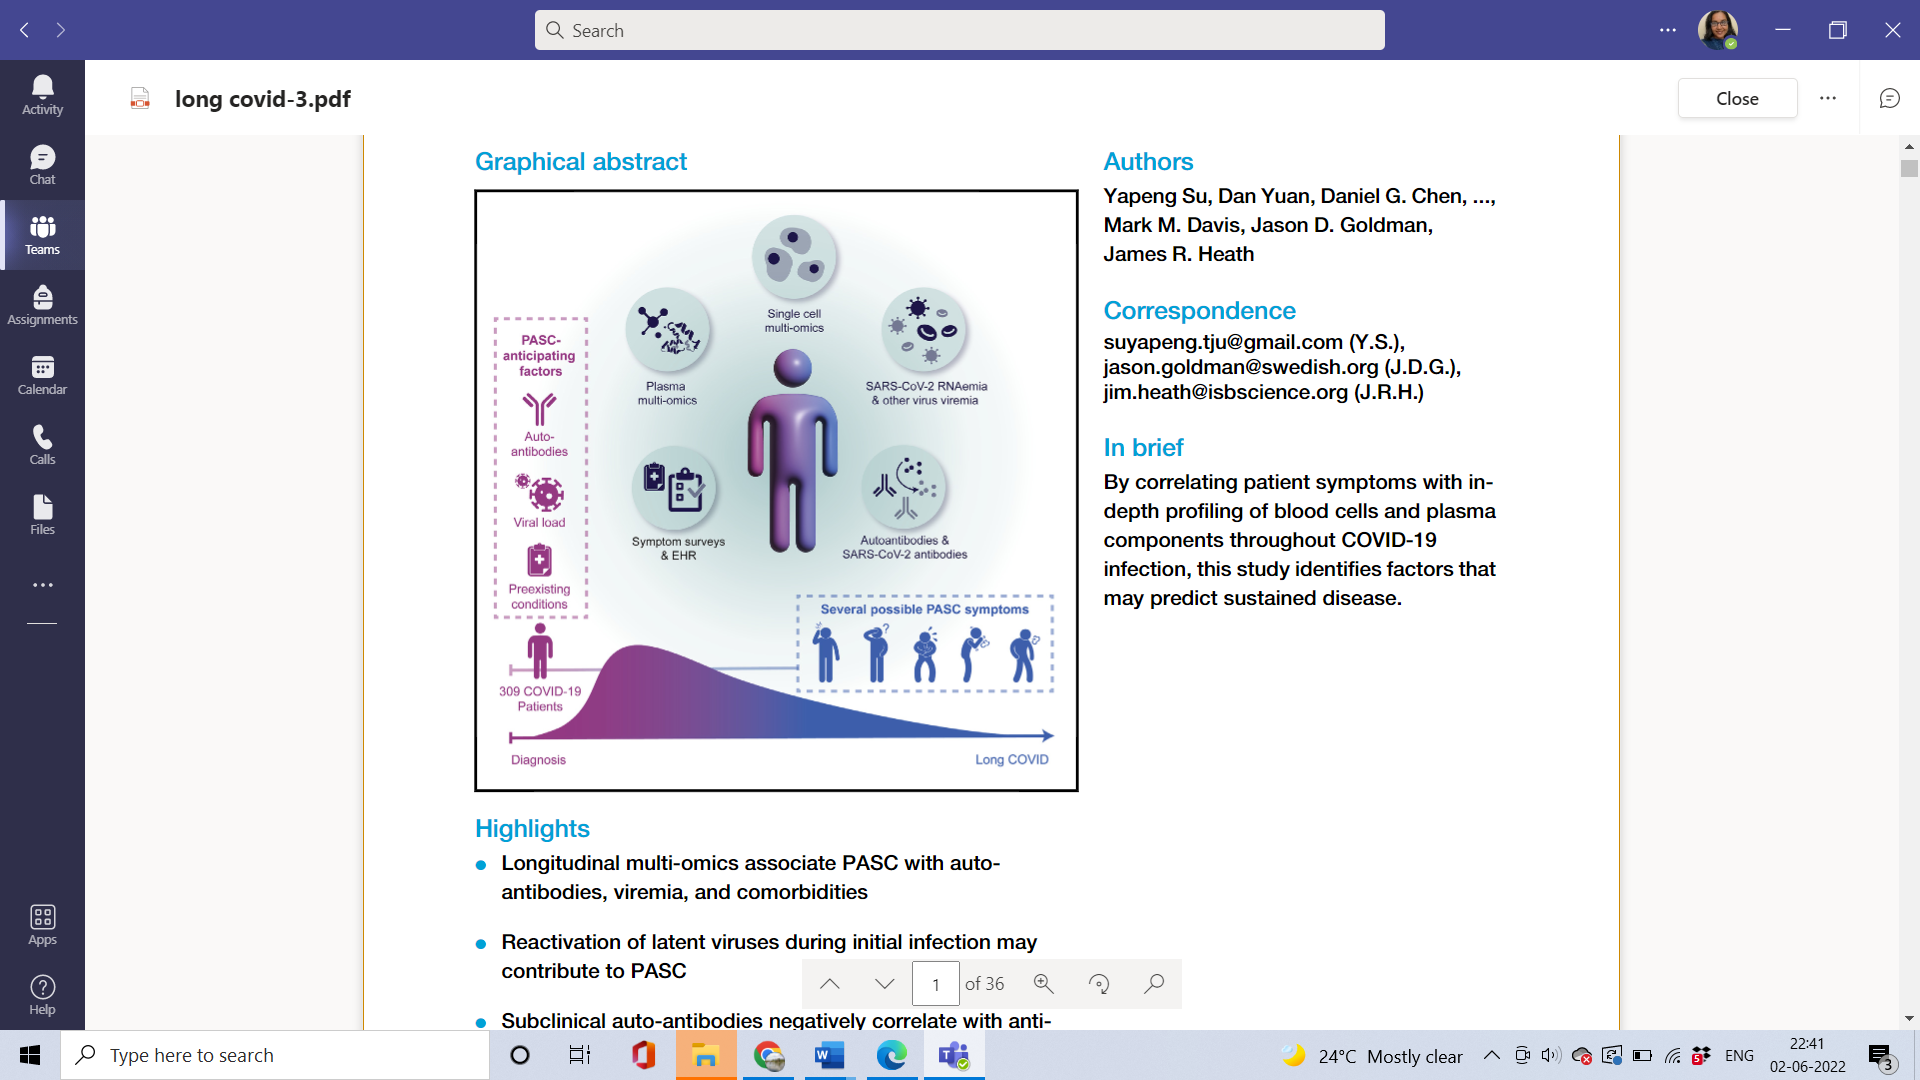 Search
Activity
Chat
Teams
Assignments
Calendar
Calls
Files
Apps
Help
long covid-3.pdf
Close
Graphical abstract
PASC-
anticipating
factors
Auto-
antibodies
Viral load
Preexisting
conditions
Single cell
multi-omics
Plasma
multi-omics
SARS-CoV-2 RNAemia
& other virus viremia
Symptom surveys
& EHR
Autoantibodies &
SARS-CoV-2 antibodies
Several possible PASC symptoms
?
309 COVID-19
Patients
Diagnosis
Long COVID
Authors
Yapeng Su, Dan Yuan, Daniel G. Chen, ...,
Mark M. Davis, Jason D. Goldman,
James R. Heath
Correspondence
suyapeng.tju@gmail.com (Y.S.),
jason.goldman@swedish.org (J.D.G.),
jim.heath@isbscience.org (J.R.H.)
In brief
By correlating patient symptoms with in-
depth profiling of blood cells and plasma
components throughout COVID-19
infection, this study identifies factors that
may predict sustained disease.
Highlights
Longitudinal multi-omics associate PASC with auto-
antibodies, viremia, and comorbidities
Reactivation of latent viruses during initial infection may
contribute to PASC
Subclinical auto-antibodies negatively correlate with anti-
1 of 36
Type here to search
24°C Mostly clear
5
ENG
22:41
02-06-2022
3